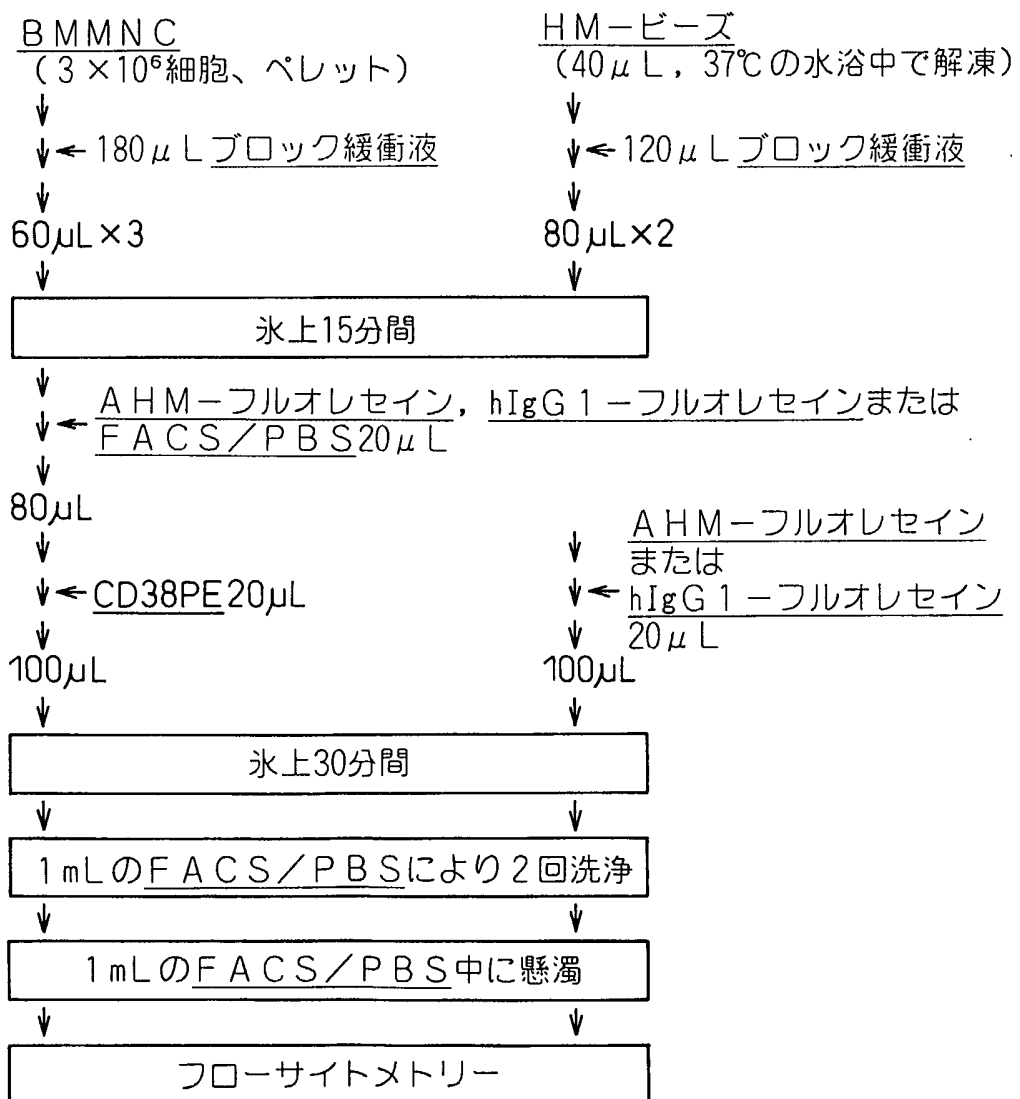 BMMNC
(3×10⁶細胞、ペレット)
HM-ビーズ
(40μL, 37℃の水浴中で解凍)
180μLブロック緩衝液
120μLブロック緩衝液
60μL×3
80μL×2
氷上15分間
AHM-フルオレセイン, hIgG1-フルオレセインまたは
FACS/PBS20μL
80μL
CD38PE20μL
AHM-フルオレセイン
または
hIgG1-フルオレセイン
20μL
100μL
100μL
氷上30分間
1mLのFACS/PBSにより2回洗浄
1mLのFACS/PBS中に懸濁
フローサイトメトリー